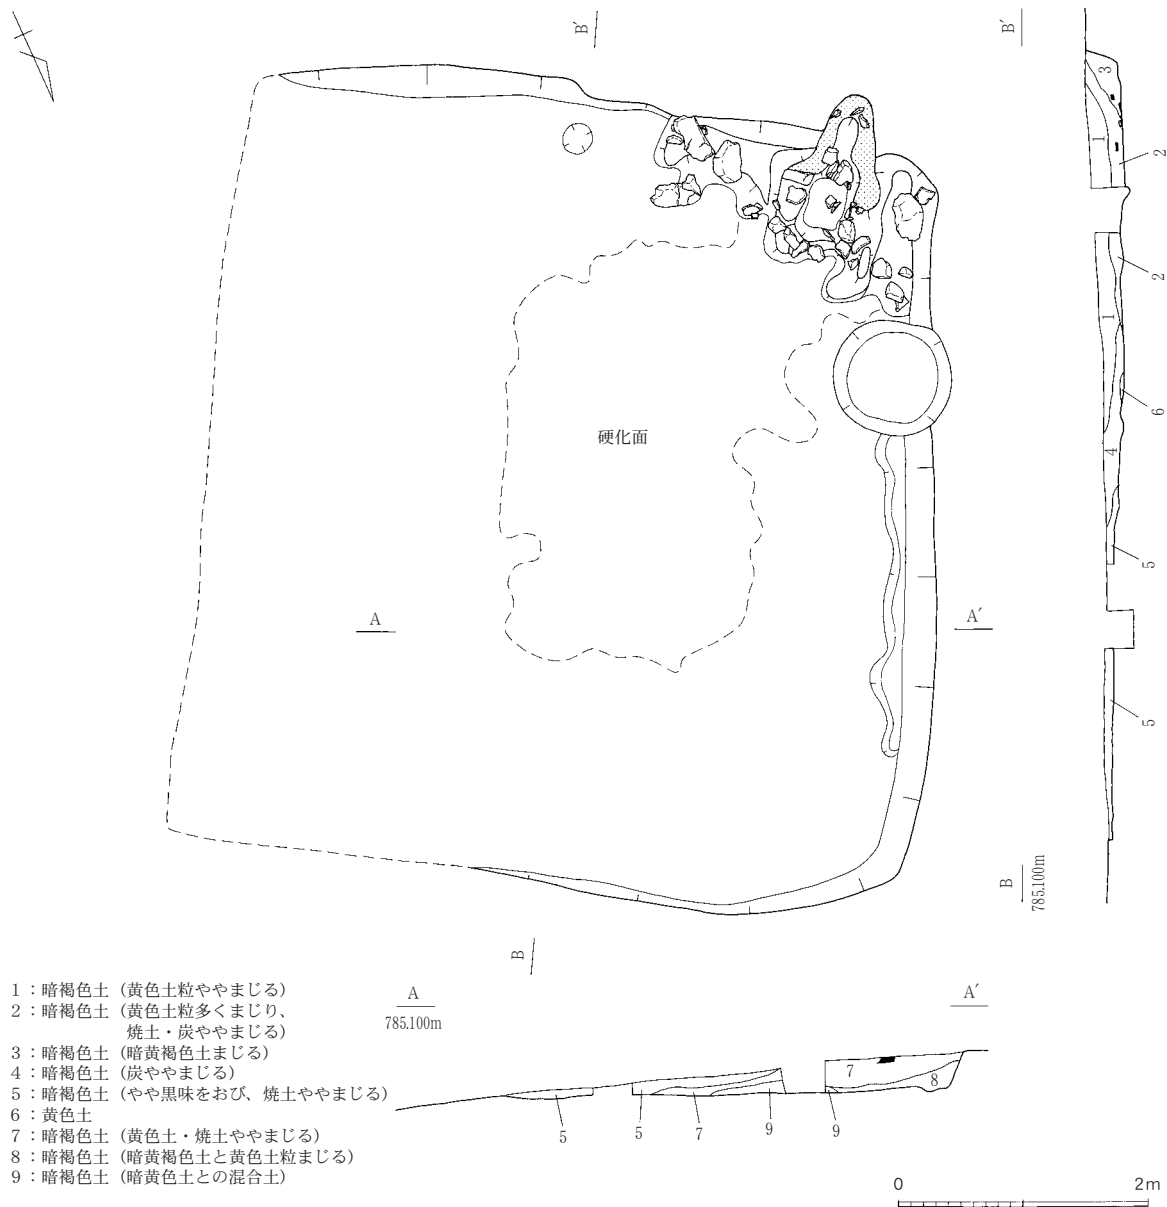 B′
B′
3
1
2
2
1
6
硬化面
4
5
A
A′
5
B
785.100m
B
A
785.100m
A′
1：暗褐色土（黄色土粒ややまじる）
2：暗褐色土（黄色土粒多くまじり、
焼土・炭ややまじる）
3：暗褐色土（暗黄褐色土まじる）
4：暗褐色土（炭ややまじる）
5：暗褐色土（やや黒味をおび、焼土ややまじる）
6：黄色土
7：暗褐色土（黄色土・焼土ややまじる）
8：暗褐色土（暗黄褐色土と黄色土粒まじる）
9：暗褐色土（暗黄色土との混合土）
7
8
5
5
7
9
9
0
2m